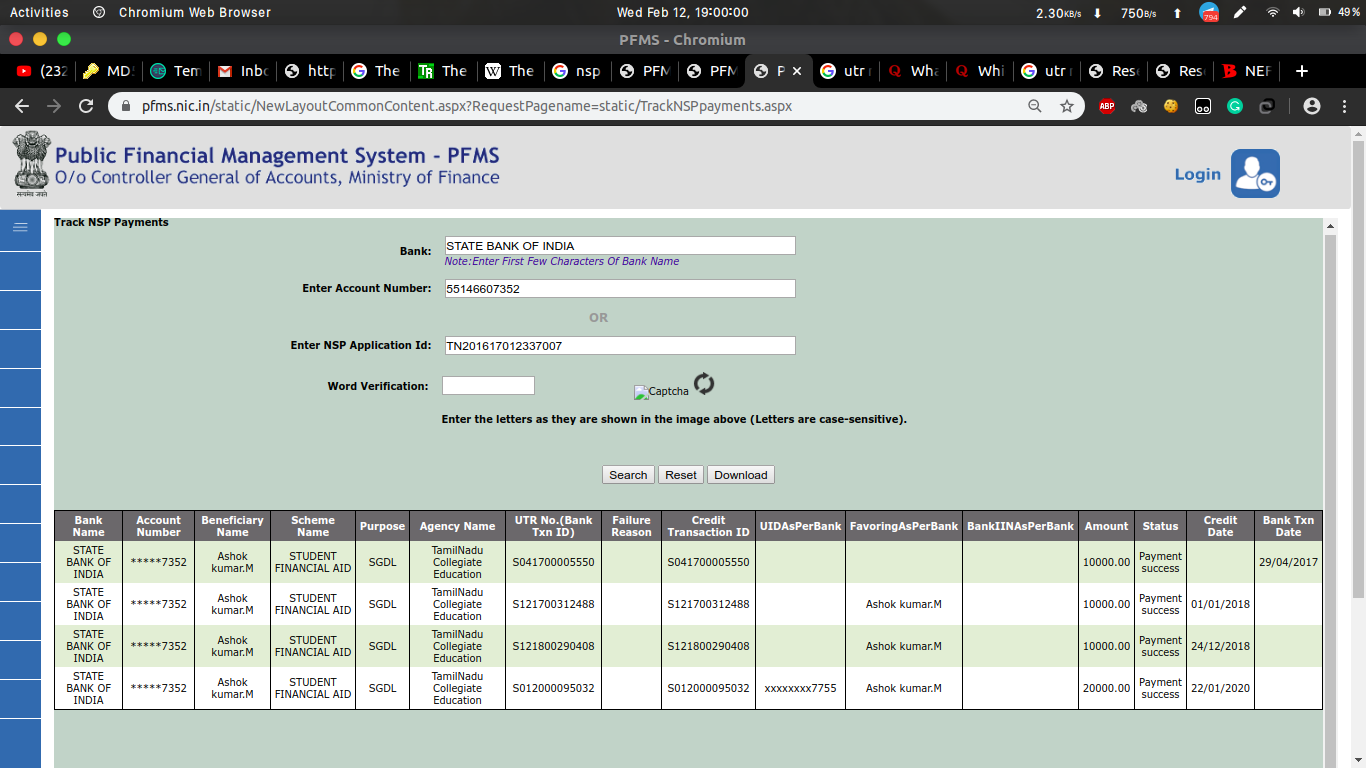 Activities Chromium Web Browser Wed Feb 12, 19:00:00 2.30KB/s 750B/s 794 49%
PFMS - Chromium
(232 MD5 Tem Inbo http The The The nsp PFM PFM P utr r Wha Whi utr r Rese Rese NEF
pfms.nic.in/static/NewLayoutCommonContent.aspx?RequestPagename=static/TrackNSPpayments.aspx ABP
Public Financial Management System - PFMS
O/o Controller General of Accounts, Ministry of Finance
सत्यमेव जयते
Login
Track NSP Payments
Bank: STATE BANK OF INDIA
Note:Enter First Few Characters Of Bank Name
Enter Account Number: 55146607352
OR
Enter NSP Application Id: TN201617012337007
Word Verification: Captcha
Enter the letters as they are shown in the image above (Letters are case-sensitive).
Search Reset Download
Bank Name Account Number Beneficiary Name Scheme Name Purpose Agency Name UTR No.(Bank Txn ID) Failure Reason Credit Transaction ID UIDAsPerBank FavoringAsPerBank BankIINAsPerBank Amount Status Credit Date Bank Txn Date
STATE BANK OF INDIA *****7352 Ashok kumar.M STUDENT FINANCIAL AID SGDL TamilNadu Collegiate Education S041700005550 S041700005550 10000.00 Payment success 29/04/2017
STATE BANK OF INDIA *****7352 Ashok kumar.M STUDENT FINANCIAL AID SGDL TamilNadu Collegiate Education S121700312488 S121700312488 Ashok kumar.M 10000.00 Payment success 01/01/2018
STATE BANK OF INDIA *****7352 Ashok kumar.M STUDENT FINANCIAL AID SGDL TamilNadu Collegiate Education S121800290408 S121800290408 Ashok kumar.M 10000.00 Payment success 24/12/2018
STATE BANK OF INDIA *****7352 Ashok kumar.M STUDENT FINANCIAL AID SGDL TamilNadu Collegiate Education S012000095032 S012000095032 xxxxxxxx7755 Ashok kumar.M 20000.00 Payment success 22/01/2020